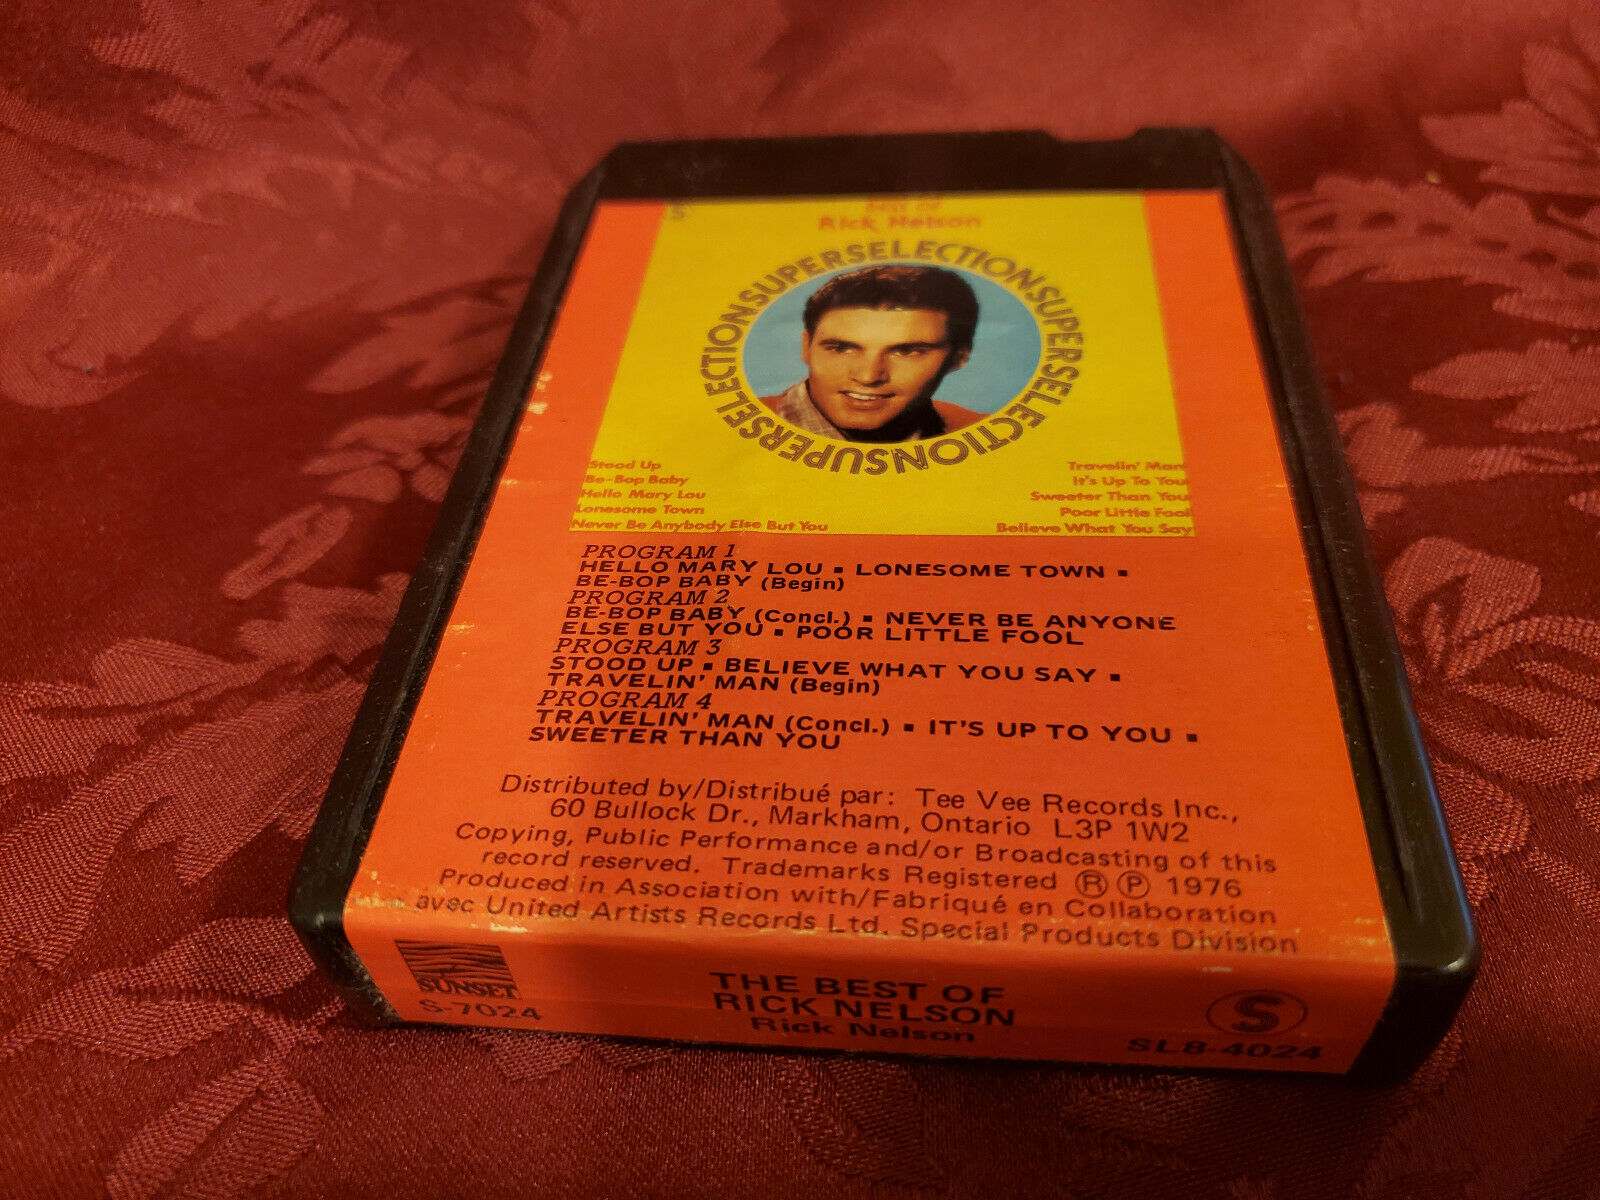 Best of
Rick Nelson
SUPERSELECTIONSUPERSELECTIONSUPERSELECTION
Stood Up
Be-Bop Baby
Hello Mary Lou
Lonesome Town
Never Be Anybody Else But You
Travelin' Man
It's Up To You
Sweeter Than You
Poor Little Fool
Believe What You Say
PROGRAM 1
HELLO MARY LOU ▪ LONESOME TOWN ▪
BE-BOP BABY (Begin)
PROGRAM 2
BE-BOP BABY (Concl.) ▪ NEVER BE ANYONE
ELSE BUT YOU ▪ POOR LITTLE FOOL
PROGRAM 3
STOOD UP ▪ BELIEVE WHAT YOU SAY ▪
TRAVELIN' MAN (Begin)
PROGRAM 4
TRAVELIN' MAN (Concl.) ▪ IT'S UP TO YOU ▪
SWEETER THAN YOU
Distributed by/Distribué par: Tee Vee Records Inc.,
60 Bullock Dr., Markham, Ontario L3P 1W2
Copying, Public Performance and/or Broadcasting of this
record reserved. Trademarks Registered Ⓡ Ⓟ 1976
Produced in Association with/Fabriqué en Collaboration
avec United Artists Records Ltd. Special Products Division
SUNSET
S-7024
THE BEST OF
RICK NELSON
Rick Nelson
S
SL8-4024